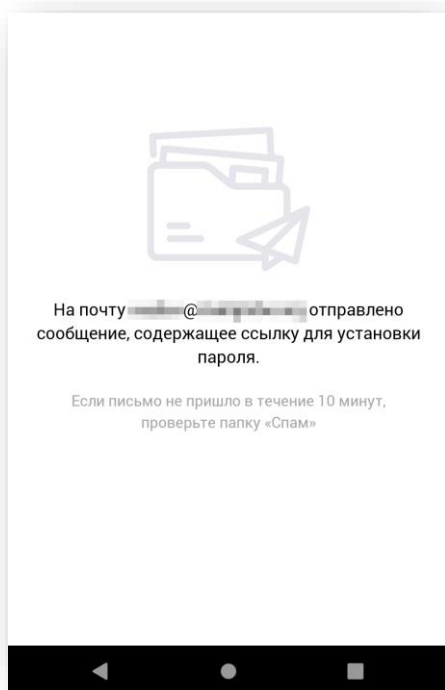 На почту @ отправлено
сообщение, содержащее ссылку для установки
пароля.
Если письмо не пришло в течение 10 минут,
проверьте папку «Спам»